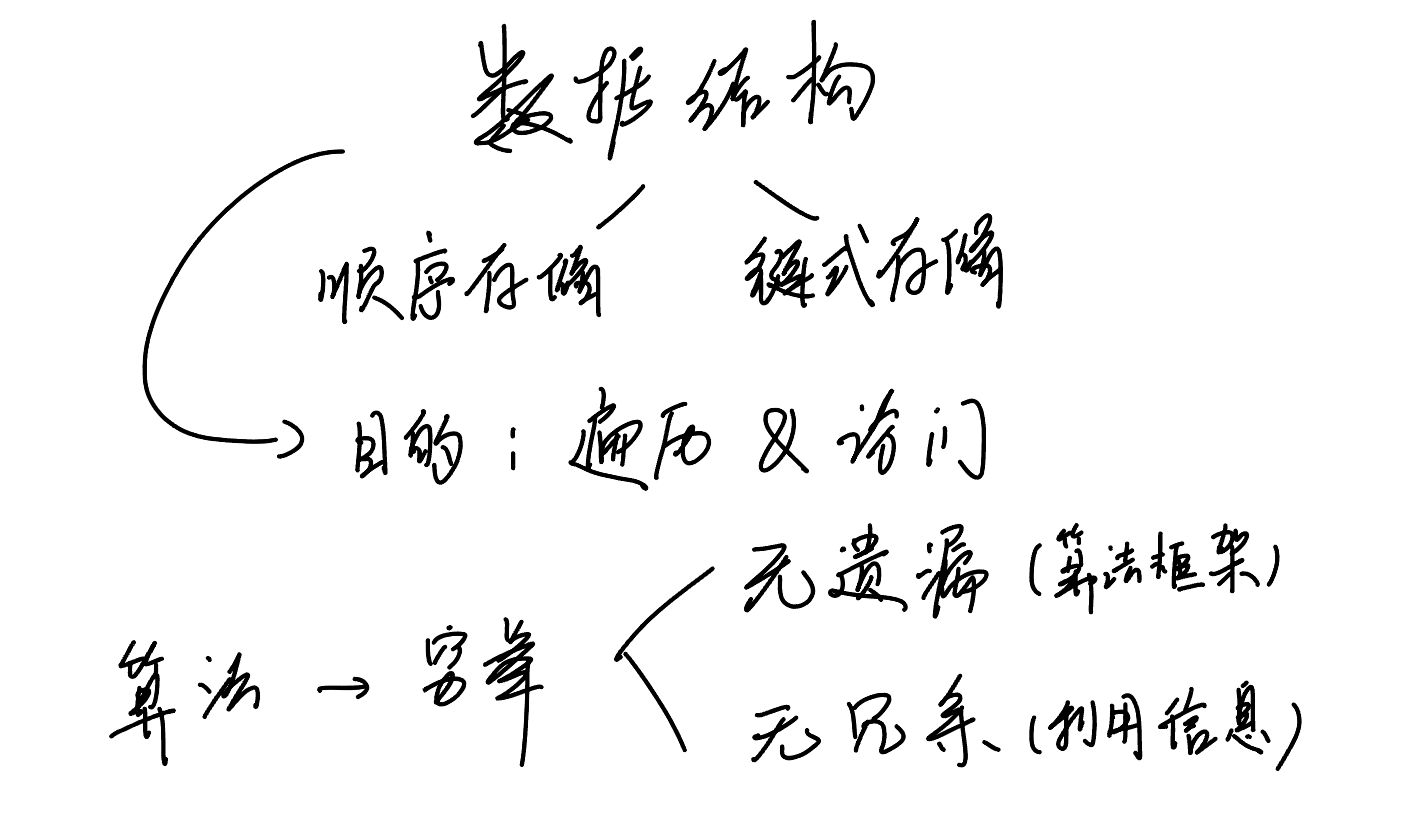 数据结构
顺序存储 链式存储
目的：遍历 & 访问
无遗漏（算法框架）
算法 → 穷举
无冗余（利用信息）